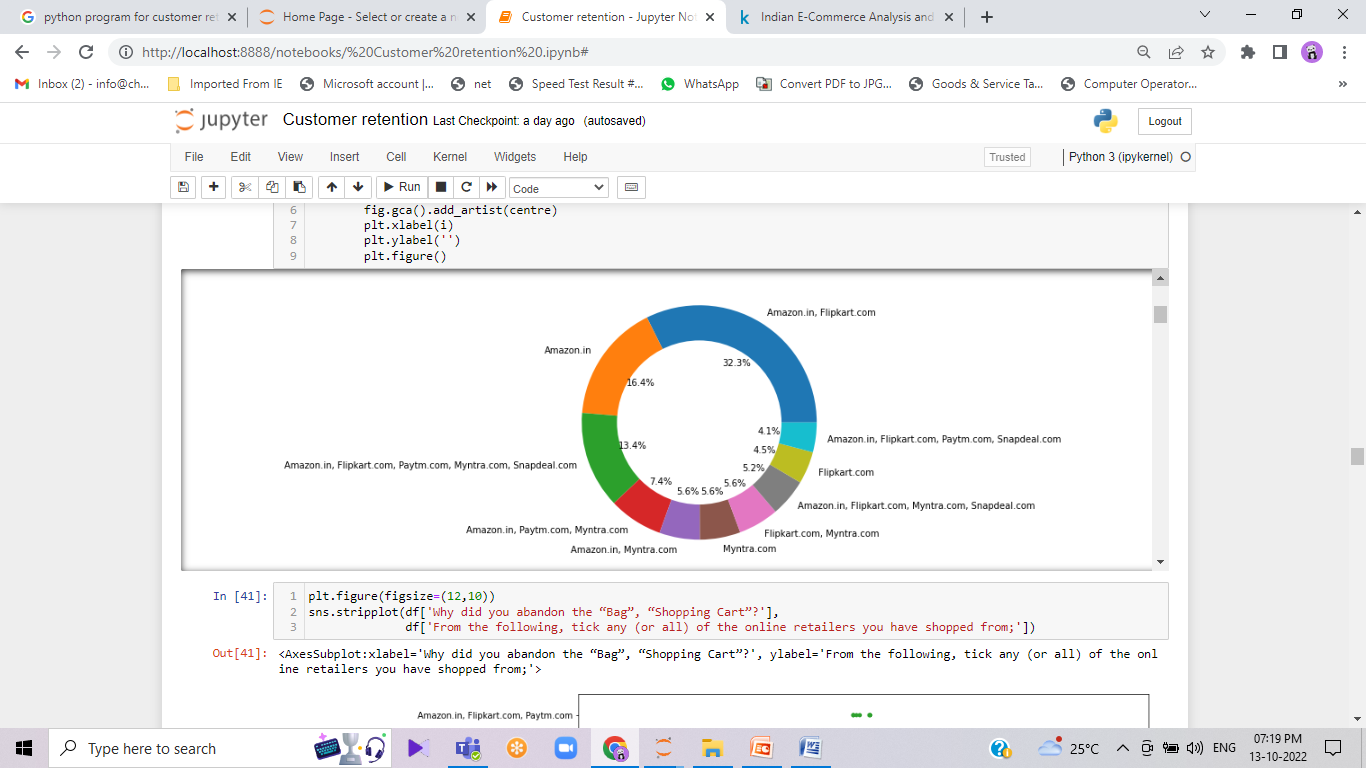 python program for customer ret
Home Page - Select or create a n
Customer retention - Jupyter Not
Indian E-Commerce Analysis and
http://localhost:8888/notebooks/%20Customer%20retention%20.ipynb#
Inbox (2) - info@ch...
Imported From IE
Microsoft account |...
net
Speed Test Result #...
WhatsApp
Convert PDF to JPG...
Goods & Service Ta...
Computer Operator...
»
jupyter Customer retention Last Checkpoint: a day ago (autosaved)
Logout
File Edit View Insert Cell Kernel Widgets Help
Trusted
Python 3 (ipykernel)
Run
Code
6 fig.gca().add_artist(centre)
7 plt.xlabel(i)
8 plt.ylabel('')
9 plt.figure()
Amazon.in, Flipkart.com
Amazon.in
32.3%
16.4%
4.1%
Amazon.in, Flipkart.com, Paytm.com, Snapdeal.com
13.4%
4.5%
Amazon.in, Flipkart.com, Paytm.com, Myntra.com, Snapdeal.com
5.2%
Flipkart.com
7.4%
5.6%
5.6%
5.6%
Amazon.in, Flipkart.com, Myntra.com, Snapdeal.com
Amazon.in, Paytm.com, Myntra.com
Flipkart.com, Myntra.com
Amazon.in, Myntra.com
Myntra.com
In [41]:
1 plt.figure(figsize=(12,10))
2 sns.stripplot(df['Why did you abandon the “Bag”, “Shopping Cart”?'],
3 df['From the following, tick any (or all) of the online retailers you have shopped from;'])
Out[41]: <AxesSubplot:xlabel='Why did you abandon the “Bag”, “Shopping Cart”?', ylabel='From the following, tick any (or all) of the onl
ine retailers you have shopped from;'>
Amazon.in, Flipkart.com, Paytm.com
Type here to search
25°C
ENG
07:19 PM
13-10-2022